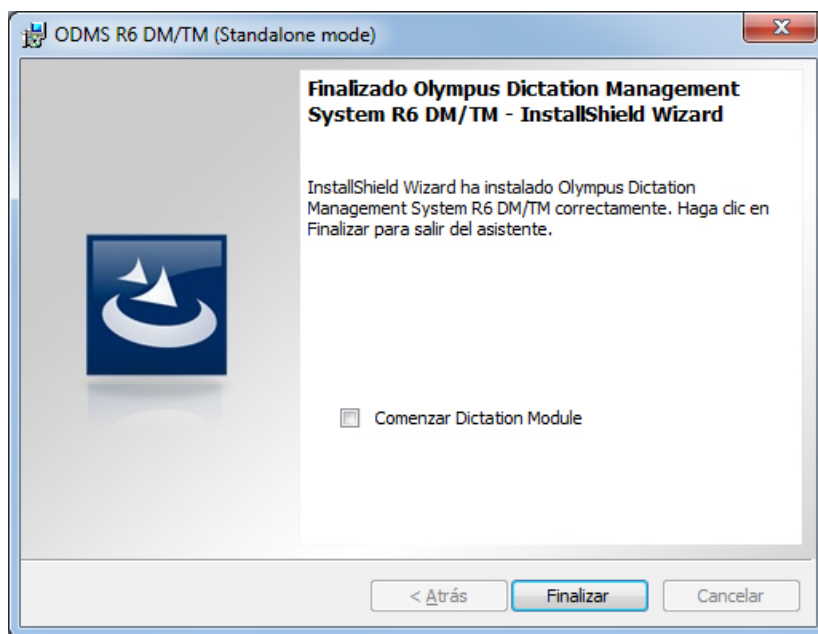 ODMS R6 DM/TM (Standalone mode)
Finalizado Olympus Dictation Management
System R6 DM/TM - InstallShield Wizard
InstallShield Wizard ha instalado Olympus Dictation
Management System R6 DM/TM correctamente. Haga clic en
Finalizar para salir del asistente.
Comenzar Dictation Module
< Atrás Finalizar Cancelar